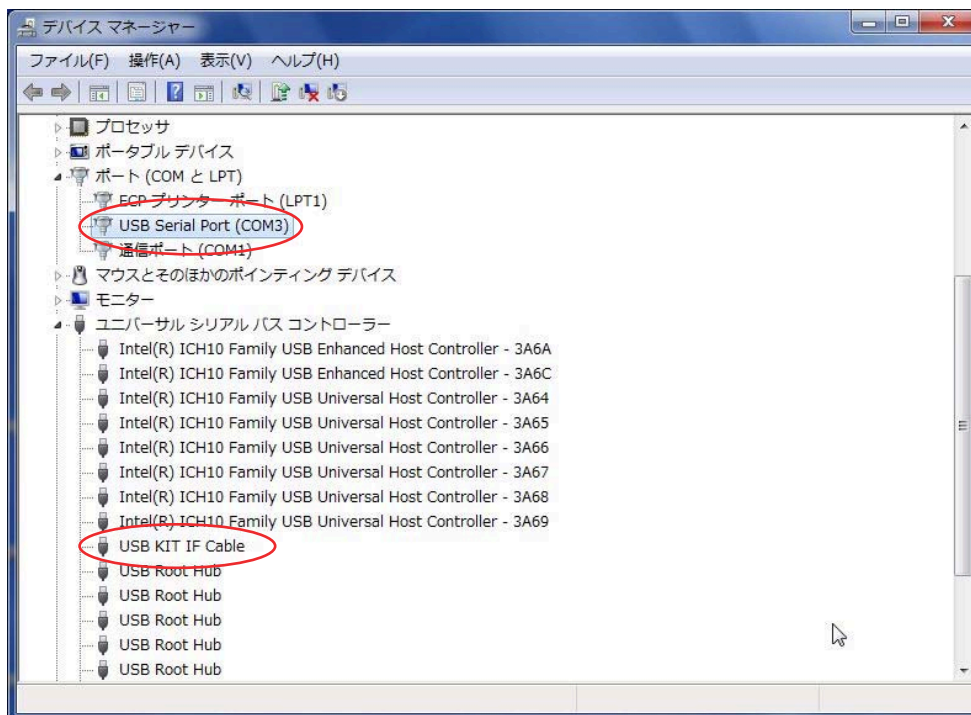 デバイス マネージャー
ファイル(F) 操作(A) 表示(V) ヘルプ(H)
プロセッサ
ポータブル デバイス
ポート (COM と LPT)
ECP プリンター ポート (LPT1)
USB Serial Port (COM3)
通信ポート (COM1)
マウスとそのほかのポインティング デバイス
モニター
ユニバーサル シリアル バス コントローラー
Intel(R) ICH10 Family USB Enhanced Host Controller - 3A6A
Intel(R) ICH10 Family USB Enhanced Host Controller - 3A6C
Intel(R) ICH10 Family USB Universal Host Controller - 3A64
Intel(R) ICH10 Family USB Universal Host Controller - 3A65
Intel(R) ICH10 Family USB Universal Host Controller - 3A66
Intel(R) ICH10 Family USB Universal Host Controller - 3A67
Intel(R) ICH10 Family USB Universal Host Controller - 3A68
Intel(R) ICH10 Family USB Universal Host Controller - 3A69
USB KIT IF Cable
USB Root Hub
USB Root Hub
USB Root Hub
USB Root Hub
USB Root Hub